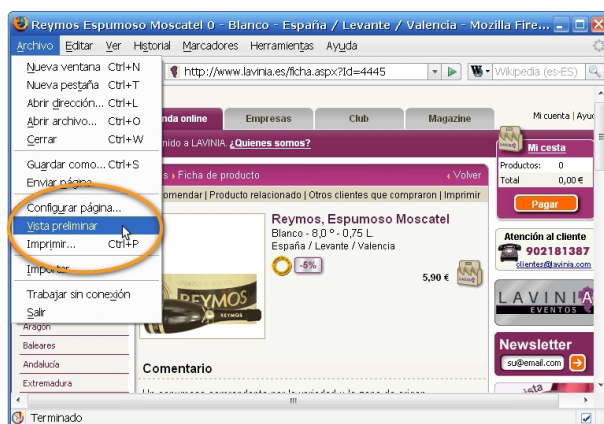 Reymos Espumoso Moscatel 0 - Blanco - España / Levante / Valencia - Mozilla Fire...
Archivo Editar Ver Historial Marcadores Herramientas Ayuda
Nueva ventana Ctrl+N
Nueva pestaña Ctrl+T
Abrir dirección... Ctrl+L
Abrir archivo... Ctrl+O
Cerrar Ctrl+W
Guardar como... Ctrl+S
Enviar página...
Configurar página...
Vista preliminar
Imprimir... Ctrl+P
Importar...
Trabajar sin conexión
Salir
http://www.lavinia.es/ficha.aspx?Id=4445
Wikipedia (es-ES)
nda online Empresas Club Magazine
Mi cuenta | Ayu
nido a LAVINIA. ¿Quienes somos?
s › Ficha de producto ‹ Volver
omendar | Producto relacionado | Otros clientes que compraron | Imprimir
Reymos, Espumoso Moscatel
Blanco - 8,0 º - 0,75 L.
España / Levante / Valencia
-5%
5,90 €
REYMOS
REYMOS
Comentario
Aragón
Baleares
Andalucía
Extremadura
Mi cesta
Productos: 0
Total 0,00 €
Pagar
Atención al cliente
902181387
clientes@lavinia.com
LAVINIA
EVENTOS
Newsletter
su@email.com
Terminado